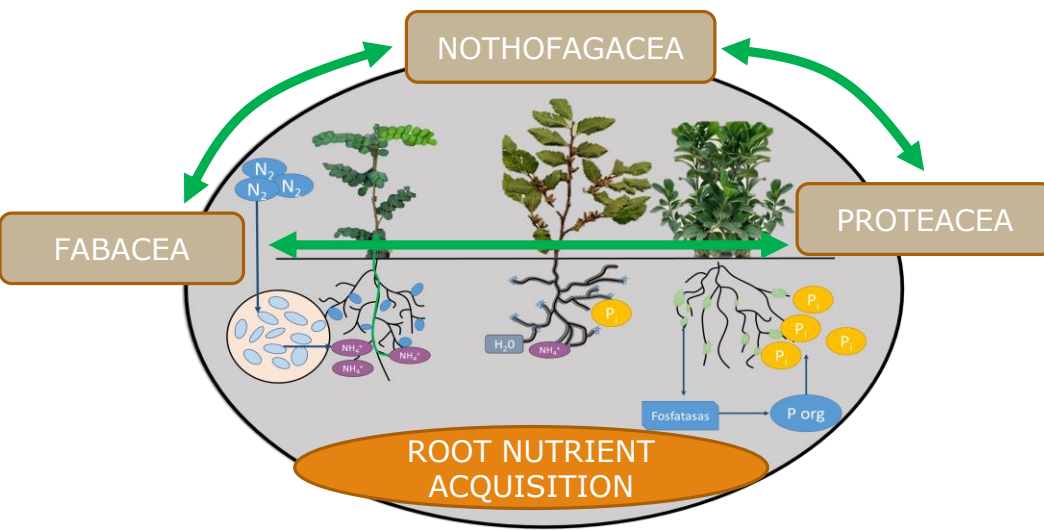 NOTHOFAGACEA
FABACEA
PROTEACEA
N₂
N₂
N₂
NH₄⁺
NH₄⁺
NH₄⁺
H₂0
NH₄⁺
Pᵢ
Pᵢ
Pᵢ
Pᵢ
Pᵢ
Fosfatasas
P org
ROOT NUTRIENT
ACQUISITION